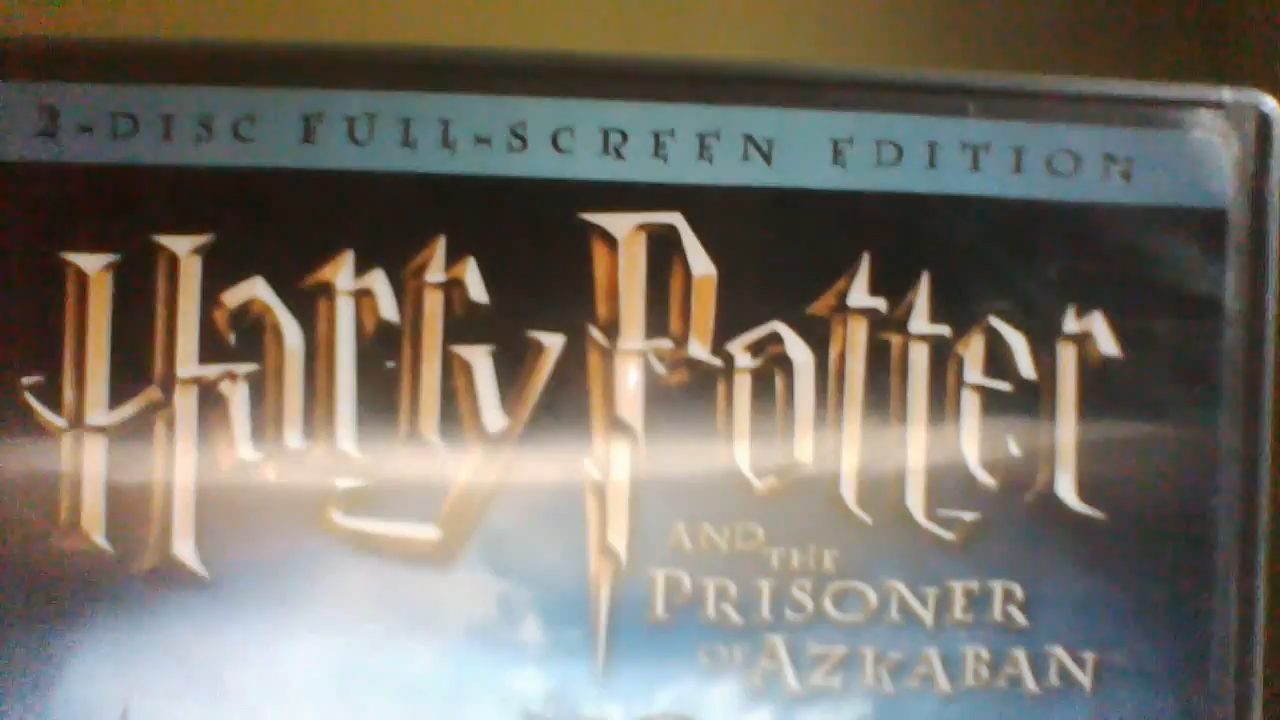 2-DISC FULL-SCREEN EDITION
Harry Potter
AND THE
PRISONER
OF AZKABAN